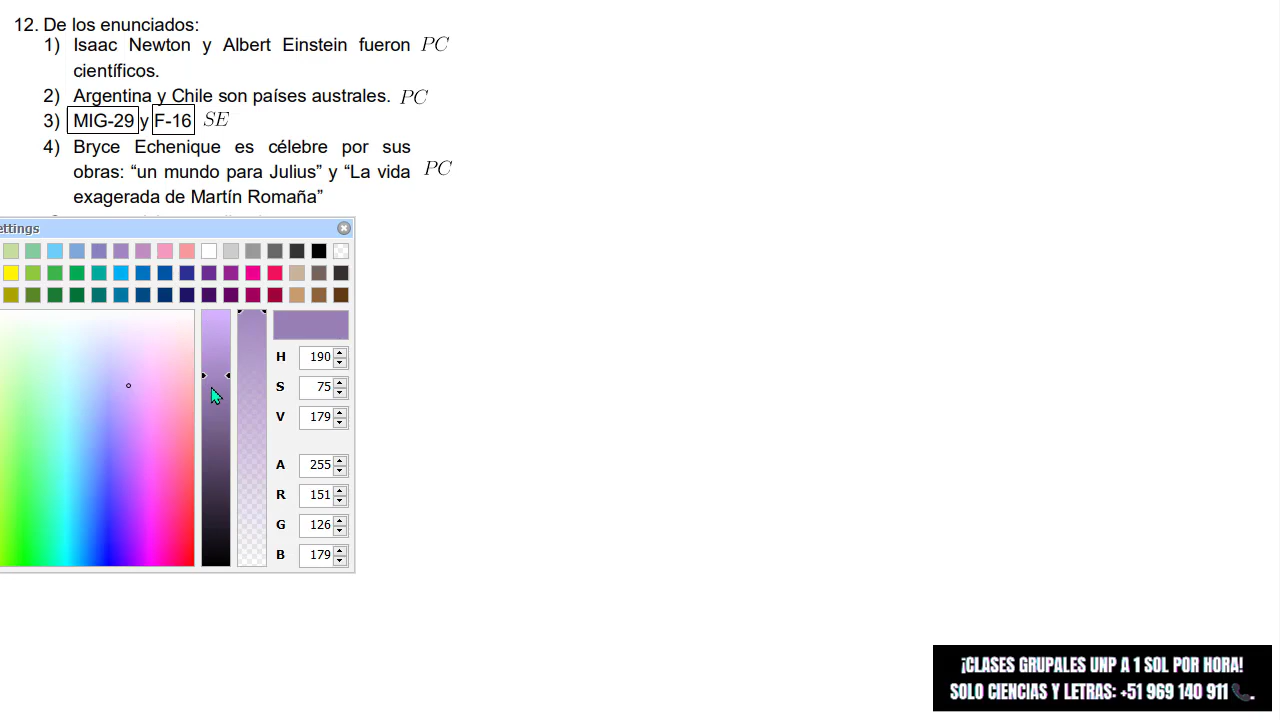 12. De los enunciados:
1) Isaac Newton y Albert Einstein fueron PC
científicos.
2) Argentina y Chile son países australes. PC
3) MIG-29 y F-16 SE
4) Bryce Echenique es célebre por sus
obras: “un mundo para Julius” y “La vida PC
exagerada de Martín Romaña”
ettings
H 190
S 75
V 179
A 255
R 151
G 126
B 179
¡CLASES GRUPALES UNP A 1 SOL POR HORA!
SOLO CIENCIAS Y LETRAS: +51 969 140 911 📞.